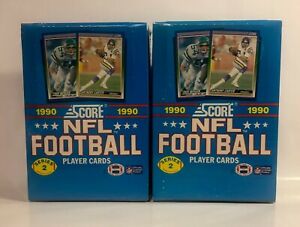 1990 SCORE 1990
NFL
FOOTBALL
PLAYER CARDS
SERIES
2
1990 SCORE 1990
NFL
FOOTBALL
PLAYER CARDS
SERIES
2